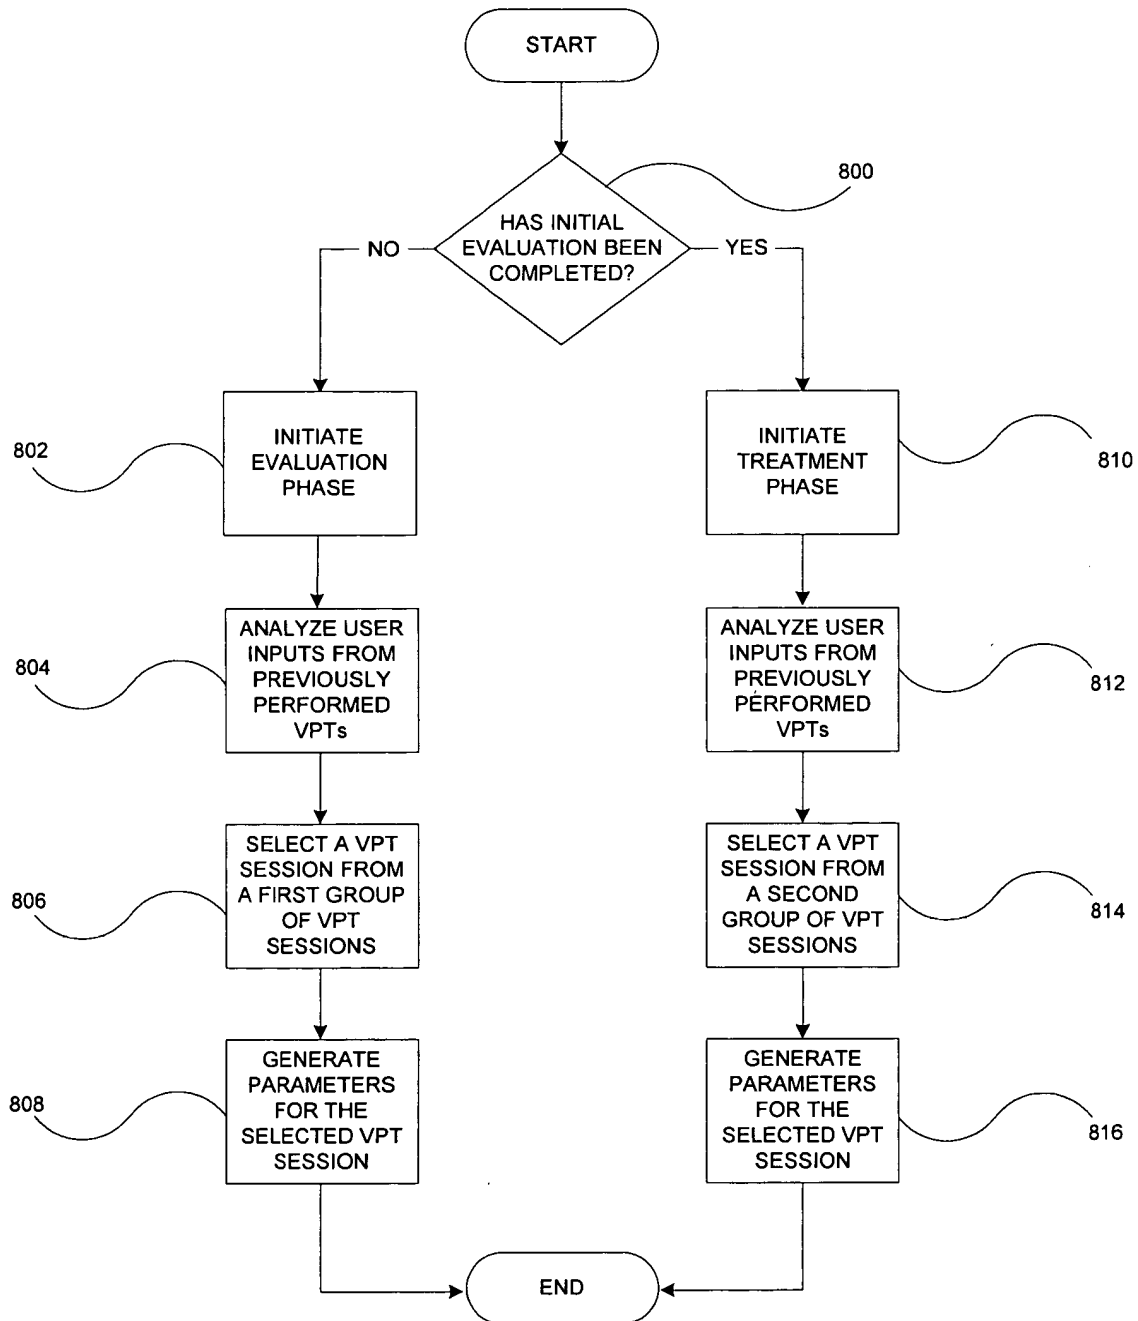 START
800
HAS INITIAL
EVALUATION BEEN
COMPLETED?
NO
YES
802
INITIATE
EVALUATION
PHASE
INITIATE
TREATMENT
PHASE
810
804
ANALYZE USER
INPUTS FROM
PREVIOUSLY
PERFORMED
VPTs
ANALYZE USER
INPUTS FROM
PREVIOUSLY
PERFORMED
VPTs
812
806
SELECT A VPT
SESSION FROM
A FIRST GROUP
OF VPT
SESSIONS
SELECT A VPT
SESSION FROM
A SECOND
GROUP OF VPT
SESSIONS
814
808
GENERATE
PARAMETERS
FOR THE
SELECTED VPT
SESSION
GENERATE
PARAMETERS
FOR THE
SELECTED VPT
SESSION
816
END